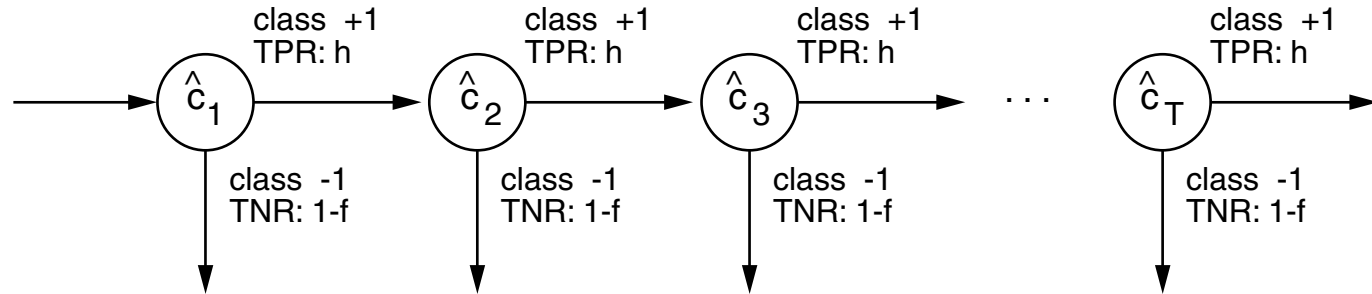 class +1
TPR: h
class +1
TPR: h
class +1
TPR: h
class +1
TPR: h
ĉ₁
ĉ₂
ĉ₃
· · ·
ĉ_T
class -1
TNR: 1-f
class -1
TNR: 1-f
class -1
TNR: 1-f
class -1
TNR: 1-f